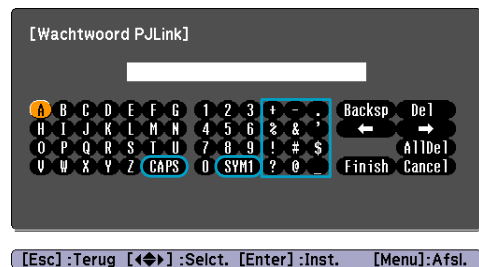 [Wachtwoord PJLink]
A B C D E F G 1 2 3 + - . Backsp Del
H I J K L M N 4 5 6 % & ' ← →
O P Q R S T U 7 8 9 ! # $ AllDel
V W X Y Z CAPS 0 SYM1 ? @ _ Finish Cancel
[Esc] :Terug [◄◆►] :Selct. [Enter] :Inst. [Menu]:Afsl.